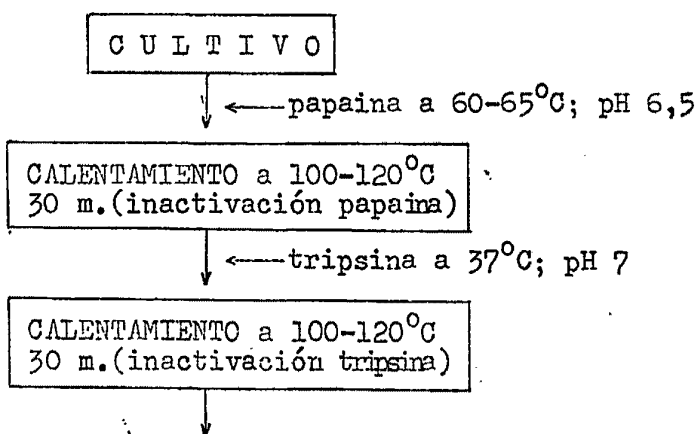 C U L T I V O
papaina a 60-65°C; pH 6,5
CALENTAMIENTO a 100-120°C
30 m.(inactivación papaina)
tripsina a 37°C; pH 7
CALENTAMIENTO a 100-120°C
30 m.(inactivación tripsina)